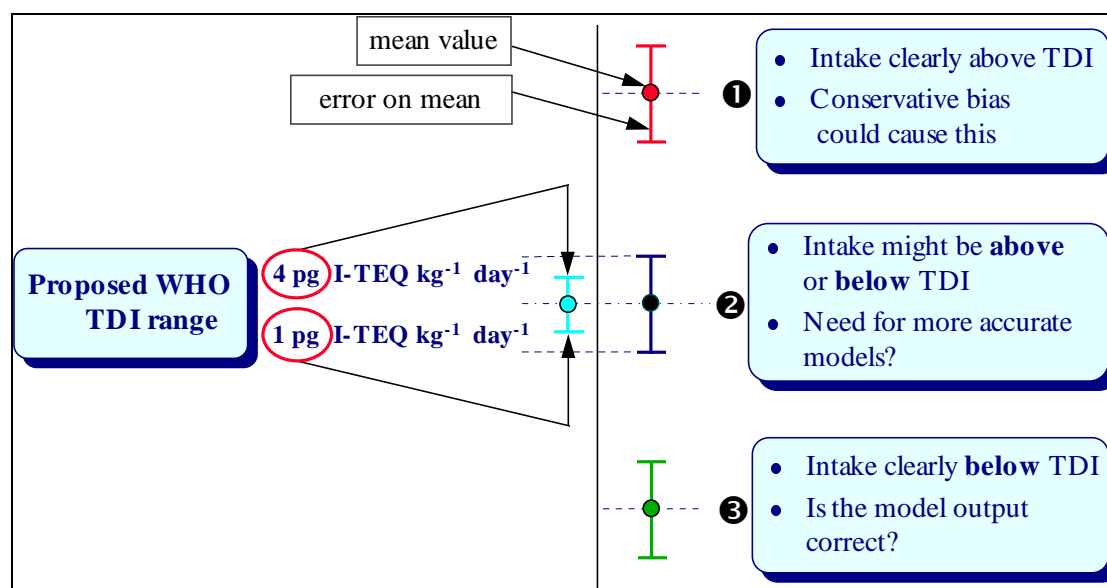 mean value
error on mean
❶
• Intake clearly above TDI
• Conservative bias
could cause this
Proposed WHO
TDI range
4 pg I-TEQ kg⁻¹ day⁻¹
1 pg I-TEQ kg⁻¹ day⁻¹
❷
• Intake might be above
or below TDI
• Need for more accurate
models?
❸
• Intake clearly below TDI
• Is the model output
correct?